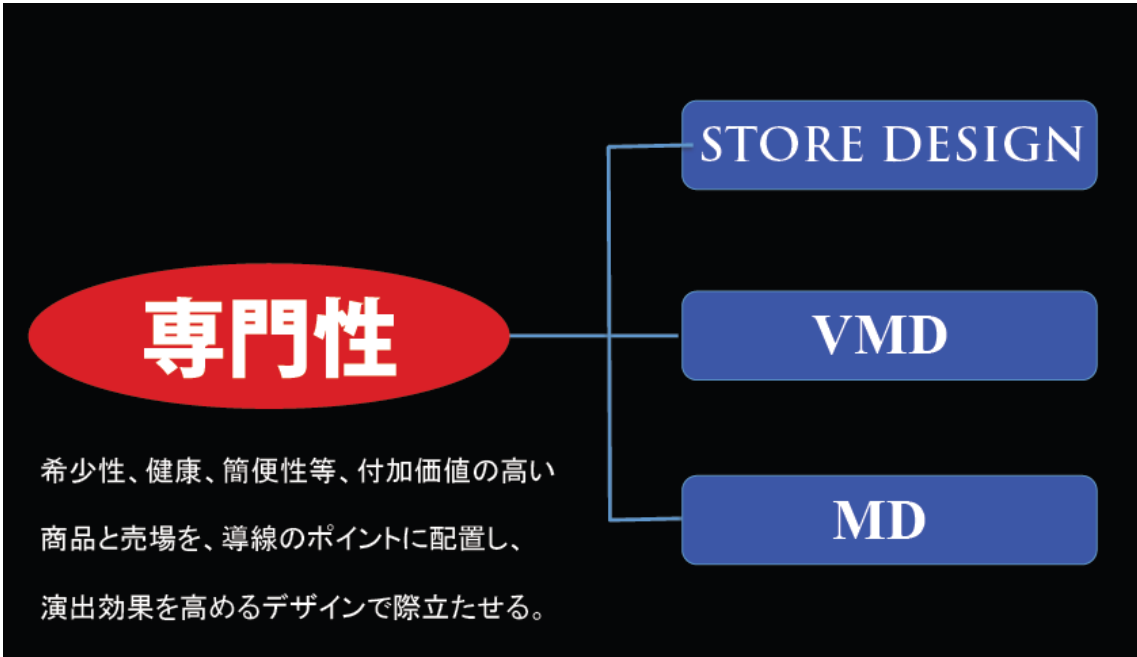 STORE DESIGN
専門性
VMD
希少性、健康、簡便性等、付加価値の高い
商品と売場を、導線のポイントに配置し、
演出効果を高めるデザインで際立たせる。
MD